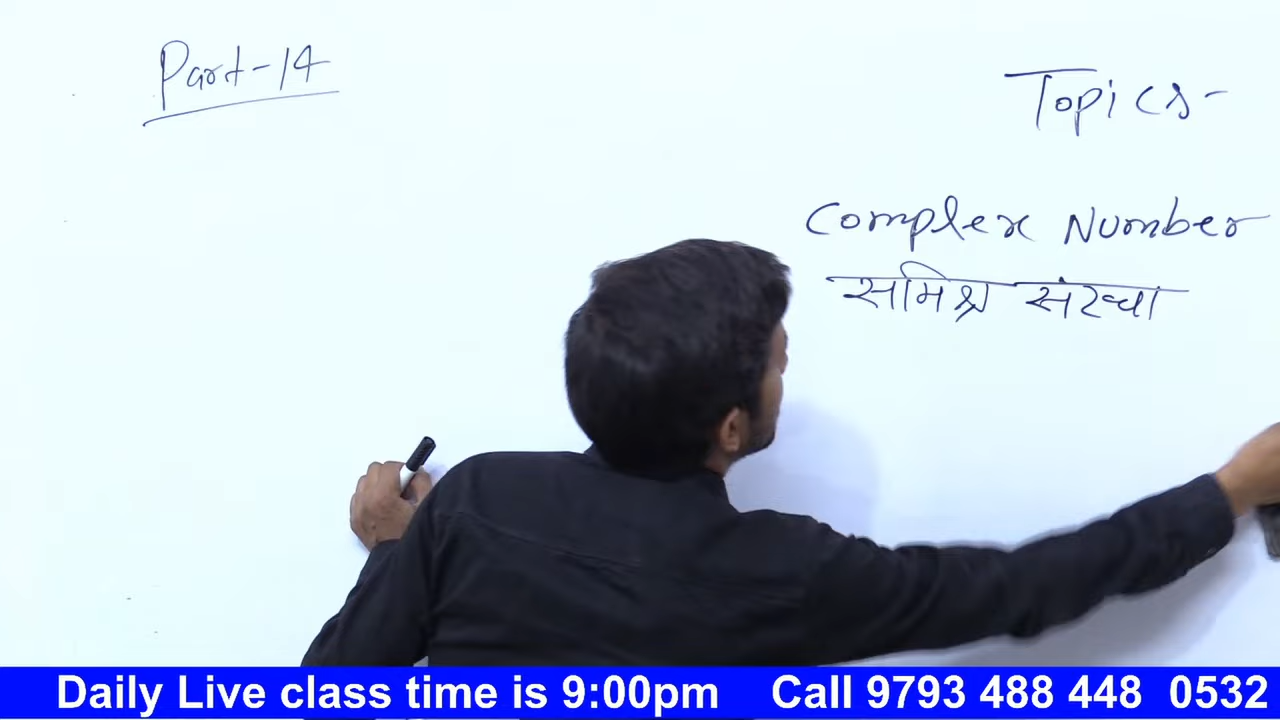 Part-14
Topics-
Complex Number
समिश्र संख्या
Daily Live class time is 9:00pm Call 9793 488 448 0532